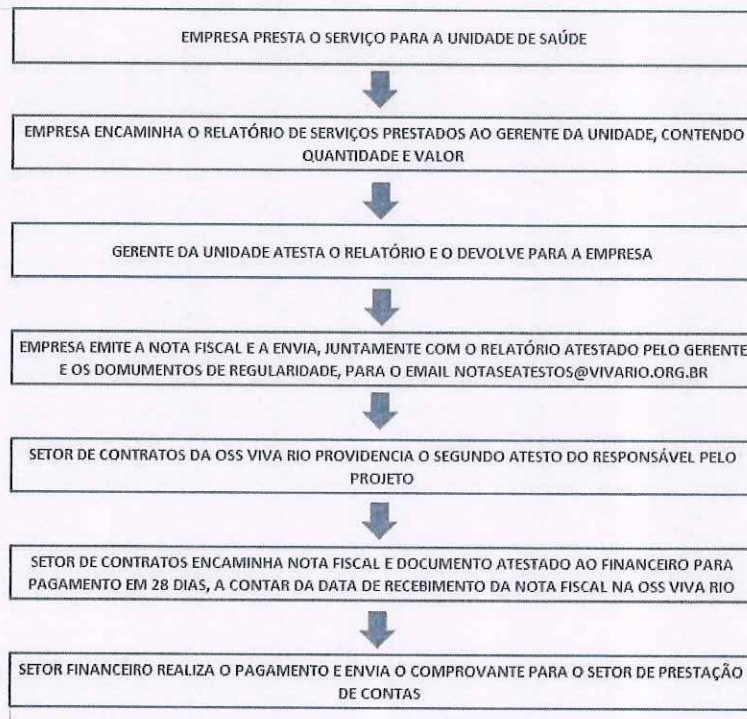 EMPRESA PRESTA O SERVIÇO PARA A UNIDADE DE SAÚDE
EMPRESA ENCAMINHA O RELATÓRIO DE SERVIÇOS PRESTADOS AO GERENTE DA UNIDADE, CONTENDO
QUANTIDADE E VALOR
GERENTE DA UNIDADE ATESTA O RELATÓRIO E O DEVOLVE PARA A EMPRESA
EMPRESA EMITE A NOTA FISCAL E A ENVIA, JUNTAMENTE COM O RELATÓRIO ATESTADO PELO GERENTE
E OS DOMUMENTOS DE REGULARIDADE, PARA O EMAIL NOTASEATESTOS@VIVARIO.ORG.BR
SETOR DE CONTRATOS DA OSS VIVA RIO PROVIDENCIA O SEGUNDO ATESTO DO RESPONSÁVEL PELO
PROJETO
SETOR DE CONTRATOS ENCAMINHA NOTA FISCAL E DOCUMENTO ATESTADO AO FINANCEIRO PARA
PAGAMENTO EM 28 DIAS, A CONTAR DA DATA DE RECEBIMENTO DA NOTA FISCAL NA OSS VIVA RIO
SETOR FINANCEIRO REALIZA O PAGAMENTO E ENVIA O COMPROVANTE PARA O SETOR DE PRESTAÇÃO
DE CONTAS